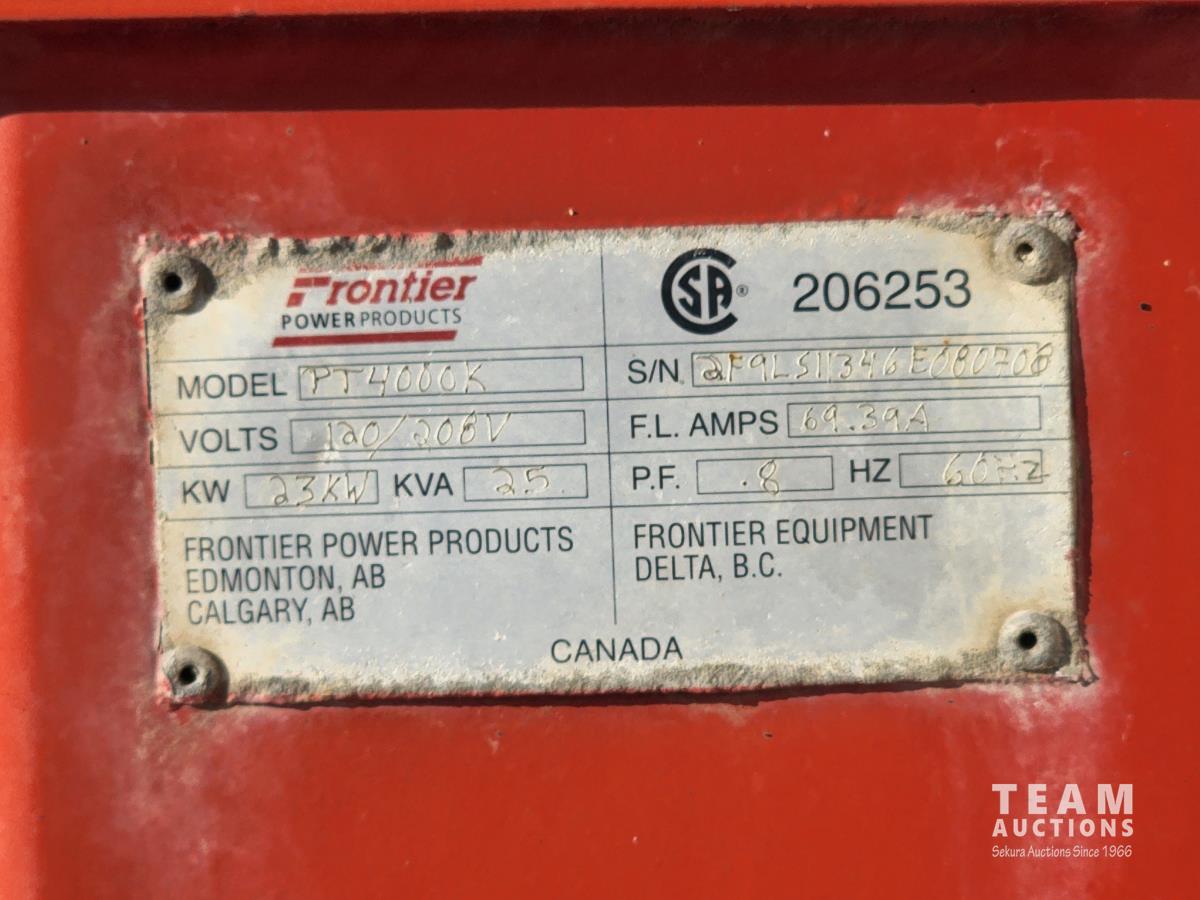 Frontier
POWER PRODUCTS
CSA® 206253
MODEL PT4000K
S/N 2F9LS11346E080708
VOLTS 120/208V
F.L. AMPS 69.39A
KW 23KW KVA 25
P.F. .8 HZ 60Hz
FRONTIER POWER PRODUCTS
EDMONTON, AB
CALGARY, AB
FRONTIER EQUIPMENT
DELTA, B.C.
CANADA
TEAM
AUCTIONS
Sekura Auctions Since 1966